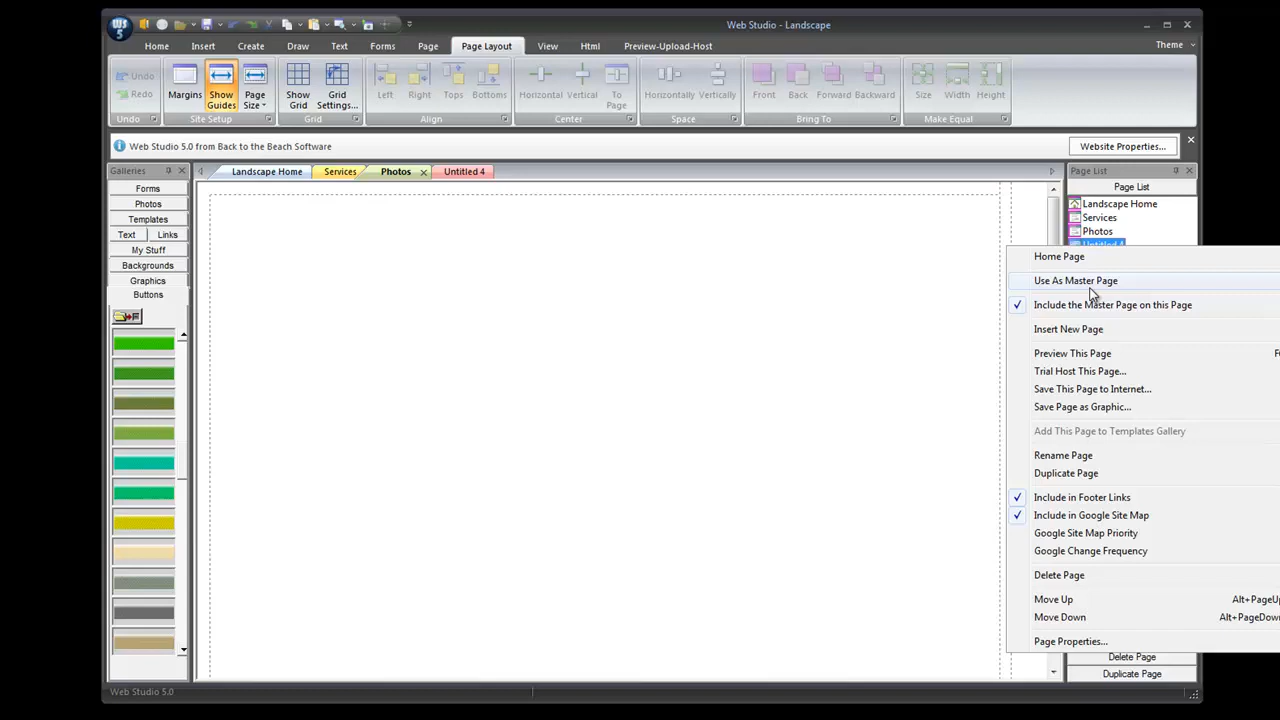 WS
5
Web Studio - Landscape
Home Insert Create Draw Text Forms Page Page Layout View Html Preview-Upload-Host Theme
Undo
Redo
Margins
Show Guides
Page Size
Show Grid
Grid Settings...
Left Right Tops Bottoms
Horizontal Vertical To Page
Horizontally Vertically
Front Back Forward Backward
Size Width Height
Undo Site Setup Grid Align Center Space Bring To Make Equal
Web Studio 5.0 from Back to the Beach Software
Website Properties...
Galleries
Landscape Home Services Photos Untitled 4
Page List
Forms
Photos
Templates
Text Links
My Stuff
Backgrounds
Graphics
Buttons
Page List
Landscape Home
Services
Photos
Untitled 4
Home Page
Use As Master Page
Include the Master Page on this Page
Insert New Page
Preview This Page
Trial Host This Page...
Save This Page to Internet...
Save Page as Graphic...
Add This Page to Templates Gallery
Rename Page
Duplicate Page
Include in Footer Links
Include in Google Site Map
Google Site Map Priority
Google Change Frequency
Delete Page
Move Up Alt+PageUp
Move Down Alt+PageDown
Page Properties...
Delete Page
Duplicate Page
Web Studio 5.0